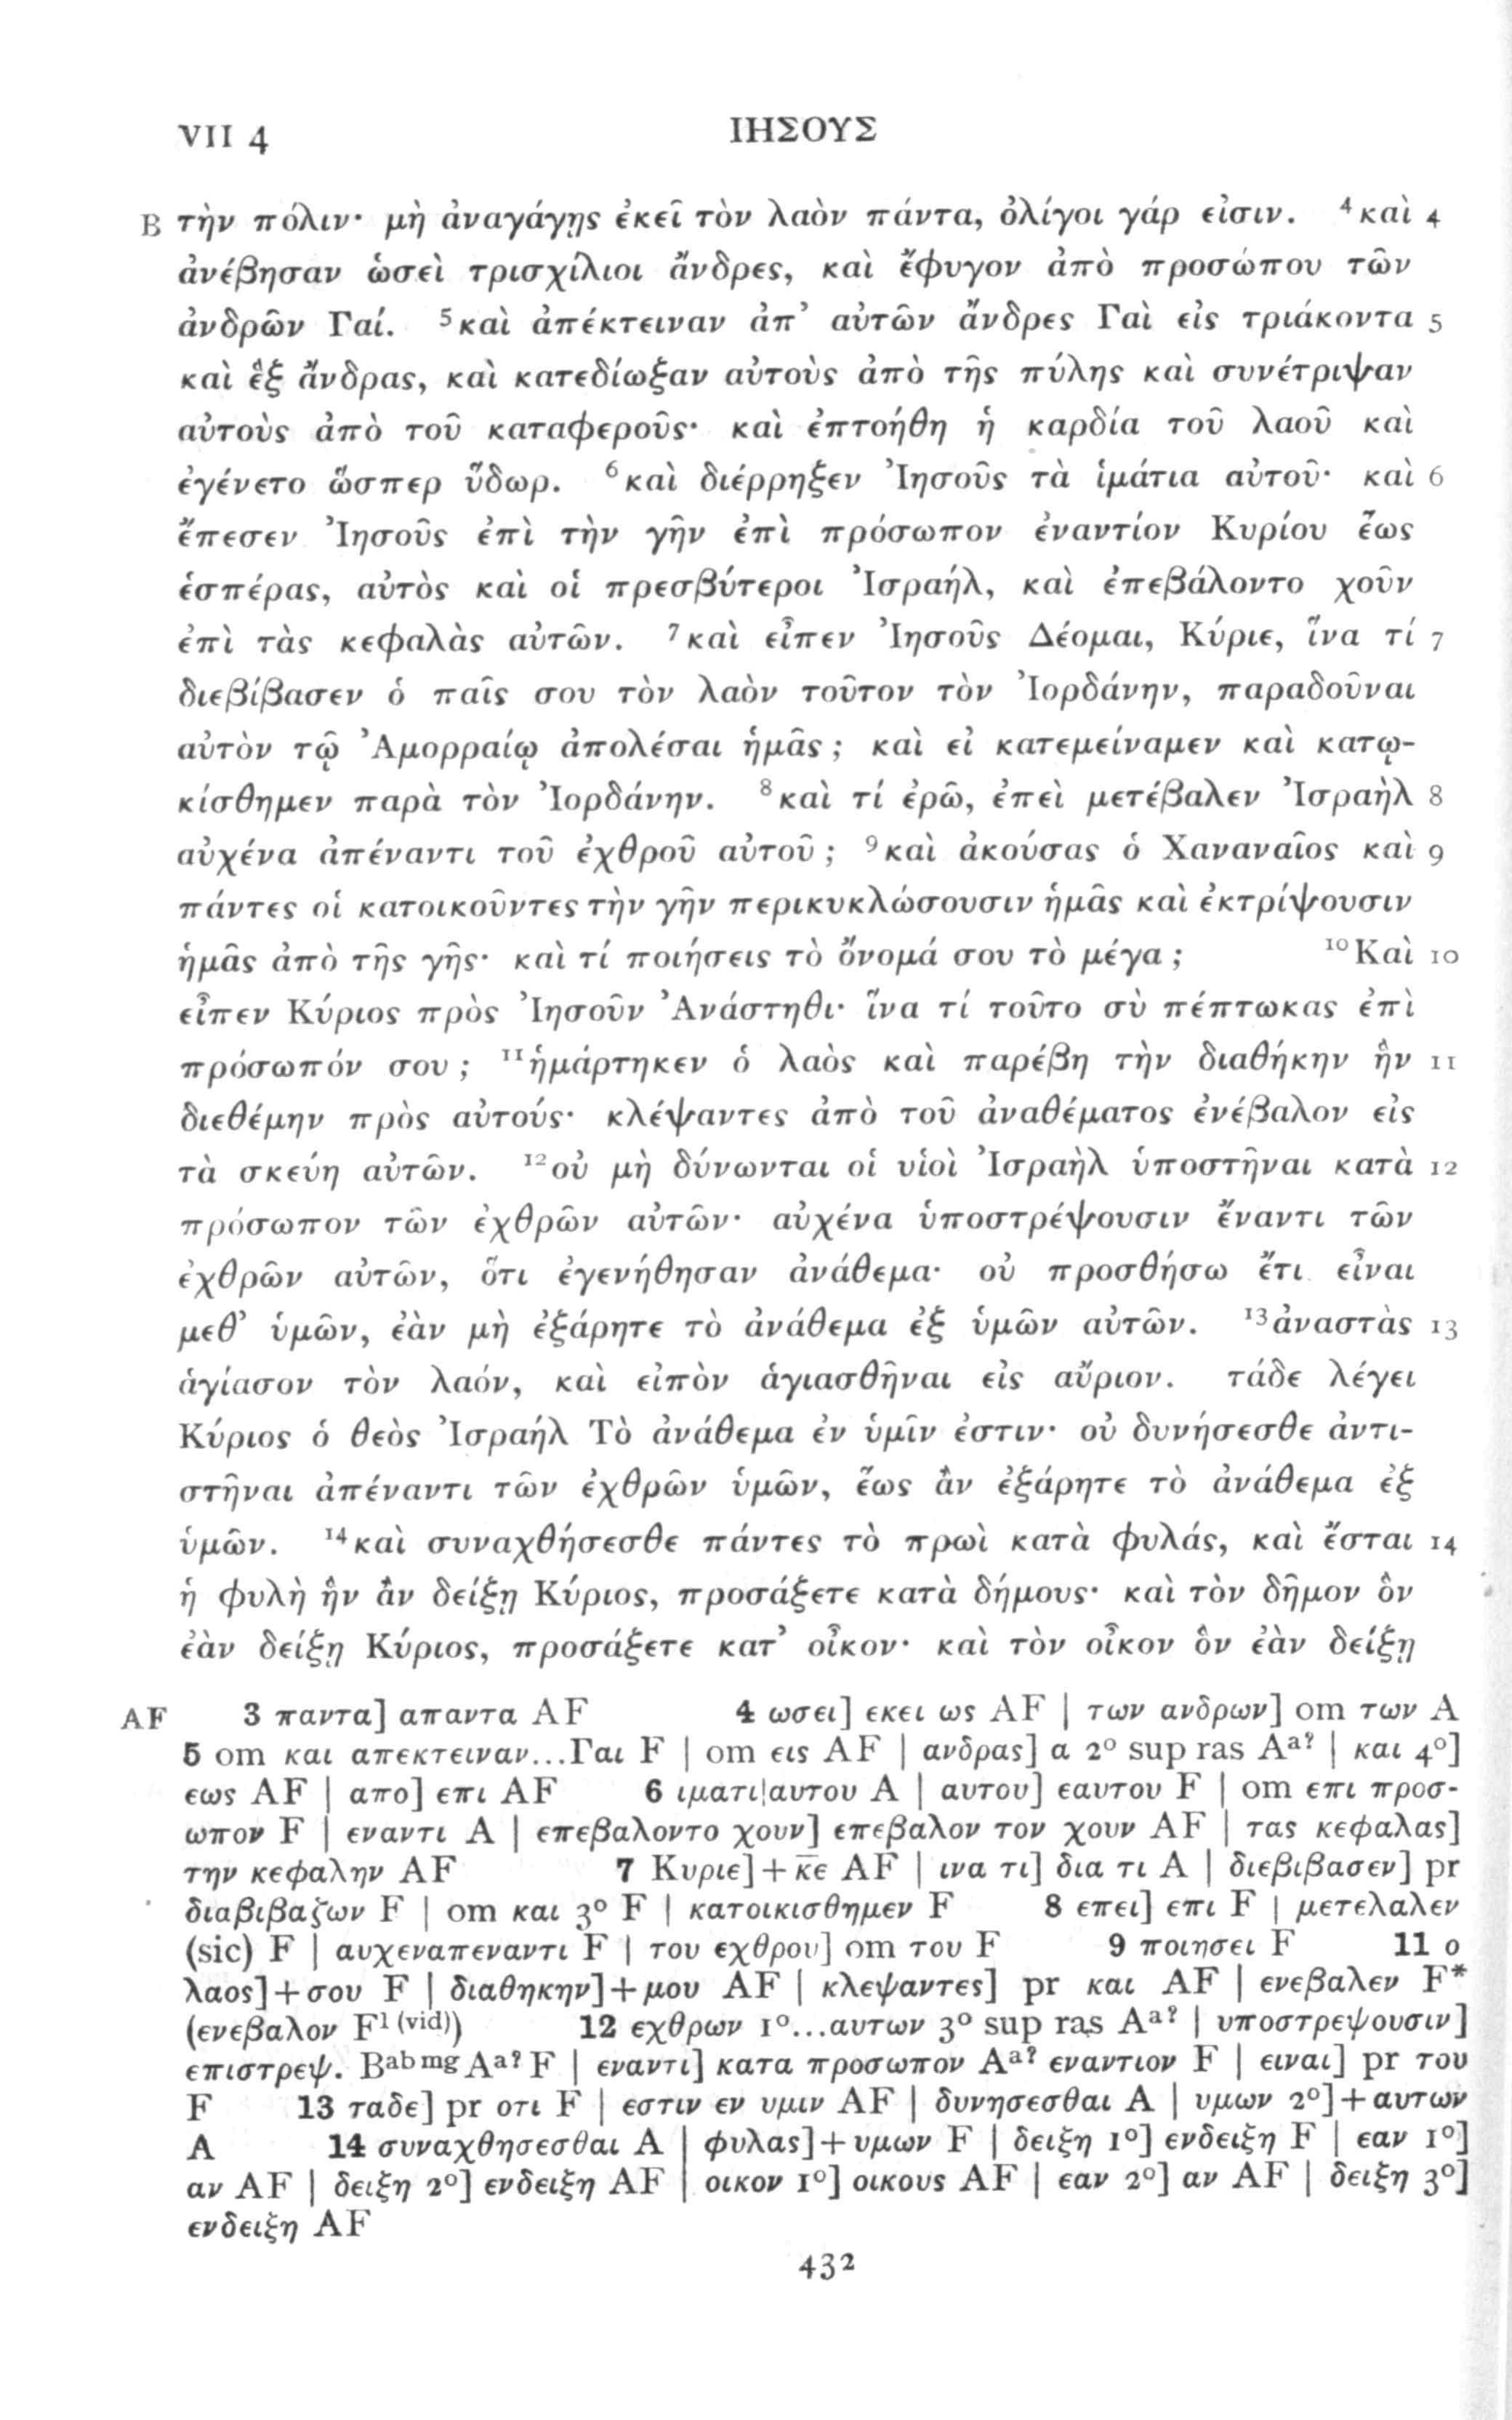 VII 4 ΙΗΣΟΥΣ
B τὴν πόλιν· μὴ ἀναγάγῃς ἐκεῖ τὸν λαὸν πάντα, ὀλίγοι γάρ εἰσιν. ⁴καὶ 4
ἀνέβησαν ὡσεὶ τρισχίλιοι ἄνδρες, καὶ ἔφυγον ἀπὸ προσώπου τῶν
ἀνδρῶν Γαί. ⁵καὶ ἀπέκτειναν ἀπ’ αὐτῶν ἄνδρες Γαὶ εἰς τριάκοντα 5
καὶ ἓξ ἄνδρας, καὶ κατεδίωξαν αὐτοὺς ἀπὸ τῆς πύλης καὶ συνέτριψαν
αὐτοὺς ἀπὸ τοῦ καταφεροῦς· καὶ ἐπτοήθη ἡ καρδία τοῦ λαοῦ καὶ
ἐγένετο ὥσπερ ὕδωρ. ⁶καὶ διέρρηξεν Ἰησοῦς τὰ ἱμάτια αὐτοῦ· καὶ 6
ἔπεσεν Ἰησοῦς ἐπὶ τὴν γῆν ἐπὶ πρόσωπον ἐναντίον Κυρίου ἕως
ἑσπέρας, αὐτὸς καὶ οἱ πρεσβύτεροι Ἰσραήλ, καὶ ἐπεβάλοντο χοῦν
ἐπὶ τὰς κεφαλὰς αὐτῶν. ⁷καὶ εἶπεν Ἰησοῦς Δέομαι, Κύριε, ἵνα τί 7
διεβίβασεν ὁ παῖς σου τὸν λαὸν τοῦτον τὸν Ἰορδάνην, παραδοῦναι
αὐτὸν τῷ Ἀμορραίῳ ἀπολέσαι ἡμᾶς; καὶ εἰ κατεμείναμεν καὶ κατῳ-
κίσθημεν παρὰ τὸν Ἰορδάνην. ⁸καὶ τί ἐρῶ, ἐπεὶ μετέβαλεν Ἰσραὴλ 8
αὐχένα ἀπέναντι τοῦ ἐχθροῦ αὐτοῦ; ⁹καὶ ἀκούσας ὁ Χαναναῖος καὶ 9
πάντες οἱ κατοικοῦντες τὴν γῆν περικυκλώσουσιν ἡμᾶς καὶ ἐκτρίψουσιν
ἡμᾶς ἀπὸ τῆς γῆς· καὶ τί ποιήσεις τὸ ὄνομά σου τὸ μέγα; ¹⁰Καὶ 10
εἶπεν Κύριος πρὸς Ἰησοῦν Ἀνάστηθι· ἵνα τί τοῦτο σὺ πέπτωκας ἐπὶ
πρόσωπόν σου; ¹¹ἡμάρτηκεν ὁ λαὸς καὶ παρέβη τὴν διαθήκην ἣν 11
διεθέμην πρὸς αὐτούς· κλέψαντες ἀπὸ τοῦ ἀναθέματος ἐνέβαλον εἰς
τὰ σκεύη αὐτῶν. ¹²οὐ μὴ δύνωνται οἱ υἱοὶ Ἰσραὴλ ὑποστῆναι κατὰ 12
πρόσωπον τῶν ἐχθρῶν αὐτῶν· αὐχένα ὑποστρέψουσιν ἔναντι τῶν
ἐχθρῶν αὐτῶν, ὅτι ἐγενήθησαν ἀνάθεμα· οὐ προσθήσω ἔτι εἶναι
μεθ’ ὑμῶν, ἐὰν μὴ ἐξάρητε τὸ ἀνάθεμα ἐξ ὑμῶν αὐτῶν. ¹³ἀναστὰς 13
ἁγίασον τὸν λαόν, καὶ εἰπὸν ἁγιασθῆναι εἰς αὔριον. τάδε λέγει
Κύριος ὁ θεὸς Ἰσραήλ Τὸ ἀνάθεμα ἐν ὑμῖν ἐστιν· οὐ δυνήσεσθε ἀντι-
στῆναι ἀπέναντι τῶν ἐχθρῶν ὑμῶν, ἕως ἂν ἐξάρητε τὸ ἀνάθεμα ἐξ
ὑμῶν. ¹⁴καὶ συναχθήσεσθε πάντες τὸ πρωὶ κατὰ φυλάς, καὶ ἔσται 14
ἡ φυλὴ ἣν ἂν δείξῃ Κύριος, προσάξετε κατὰ δήμους· καὶ τὸν δῆμον ὃν
ἐὰν δείξῃ Κύριος, προσάξετε κατ’ οἶκον· καὶ τὸν οἶκον ὃν ἐὰν δείξῃ
AF 3 παντα] απαντα AF 4 ωσει] εκει ως AF | των ανδρων] om των A
5 om και απεκτειναν...Γαι F | om εις AF | ανδρας] α 2º sup ras Aᵃ? | και 4º]
εως AF | απο] επι AF 6 ιματι¦αυτου A | αυτου] εαυτου F | om επι προσ-
ωπον F | εναντι A | επεβαλοντο χουν] επεβαλον τον χουν AF | τας κεφαλας]
την κεφαλην AF 7 Κυριε]+κ̅ε̅ AF | ινα τι] δια τι A | διεβιβασεν] pr
διαβιβαζων F | om και 3º F | κατοικισθημεν F 8 επει] επι F | μετελαλεν
(sic) F | αυχεναπεναντι F | του εχθρου] om του F 9 ποιησει F 11 ο
λαος]+σου F | διαθηκην]+μου AF | κλεψαντες] pr και AF | ενεβαλεν F*
(ενεβαλον F¹⁽ᵛⁱᵈ⁾) 12 εχθρων 1º...αυτων 3º sup ras Aᵃ? | υποστρεψουσιν]
επιστρεψ. Bᵃᵇᵐᵍ Aᵃ? F | εναντι] κατα προσωπον Aᵃ? εναντιον F | ειναι] pr του
F 13 ταδε] pr οτι F | εστιν εν υμιν AF | δυνησεσθαι A | υμων 2º]+αυτων
A 14 συναχθησεσθαι A | φυλας]+υμων F | δειξη 1º] ενδειξη F | εαν 1º]
αν AF | δειξη 2º] ενδειξη AF | οικον 1º] οικους AF | εαν 2º] αν AF | δειξη 3º]
ενδειξη AF
432